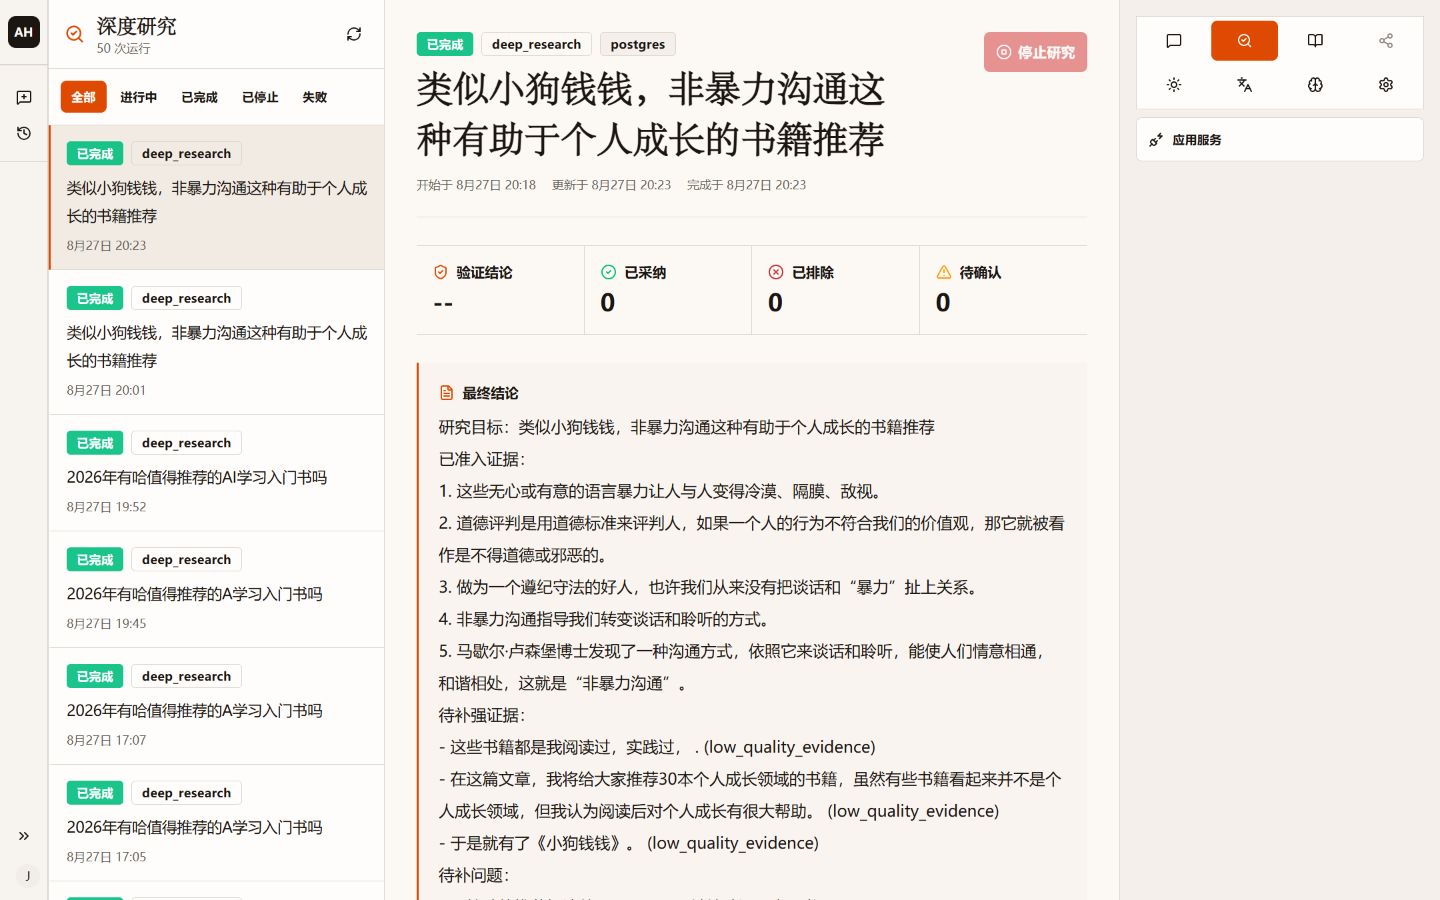 AH
深度研究
50 次运行
全部
进行中
已完成
已停止
失败
已完成
deep_research
类似小狗钱钱，非暴力沟通这种有助于个人成
长的书籍推荐
8月27日 20:23
已完成
deep_research
类似小狗钱钱，非暴力沟通这种有助于个人成
长的书籍推荐
8月27日 20:01
已完成
deep_research
2026年有哈值得推荐的AI学习入门书吗
8月27日 19:52
已完成
deep_research
2026年有哈值得推荐的A学习入门书吗
8月27日 19:45
已完成
deep_research
2026年有哈值得推荐的A学习入门书吗
8月27日 17:07
已完成
deep_research
2026年有哈值得推荐的A学习入门书吗
8月27日 17:05
J
已完成
deep_research
postgres
停止研究
类似小狗钱钱，非暴力沟通这
种有助于个人成长的书籍推荐
开始于 8月27日 20:18
更新于 8月27日 20:23
完成于 8月27日 20:23
验证结论
--
已采纳
0
已排除
0
待确认
0
最终结论
研究目标：类似小狗钱钱，非暴力沟通这种有助于个人成长的书籍推荐
已准入证据：
1. 这些无心或有意的语言暴力让人与人变得冷漠、隔膜、敌视。
2. 道德评判是用道德标准来评判人，如果一个人的行为不符合我们的价值观，那它就被看
作是不得道德或邪恶的。
3. 做为一个遵纪守法的好人，也许我们从来没有把谈话和“暴力”扯上关系。
4. 非暴力沟通指导我们转变谈话和聆听的方式。
5. 马歇尔·卢森堡博士发现了一种沟通方式，依照它来谈话和聆听，能使人们情意相通，
和谐相处，这就是“非暴力沟通”。
待补强证据：
- 这些书籍都是我阅读过，实践过， . (low_quality_evidence)
- 在这篇文章，我将给大家推荐30本个人成长领域的书籍，虽然有些书籍看起来并不是个
人成长领域，但我认为阅读后对个人成长有很大帮助。 (low_quality_evidence)
- 于是就有了《小狗钱钱》。 (low_quality_evidence)
待补问题：
应用服务